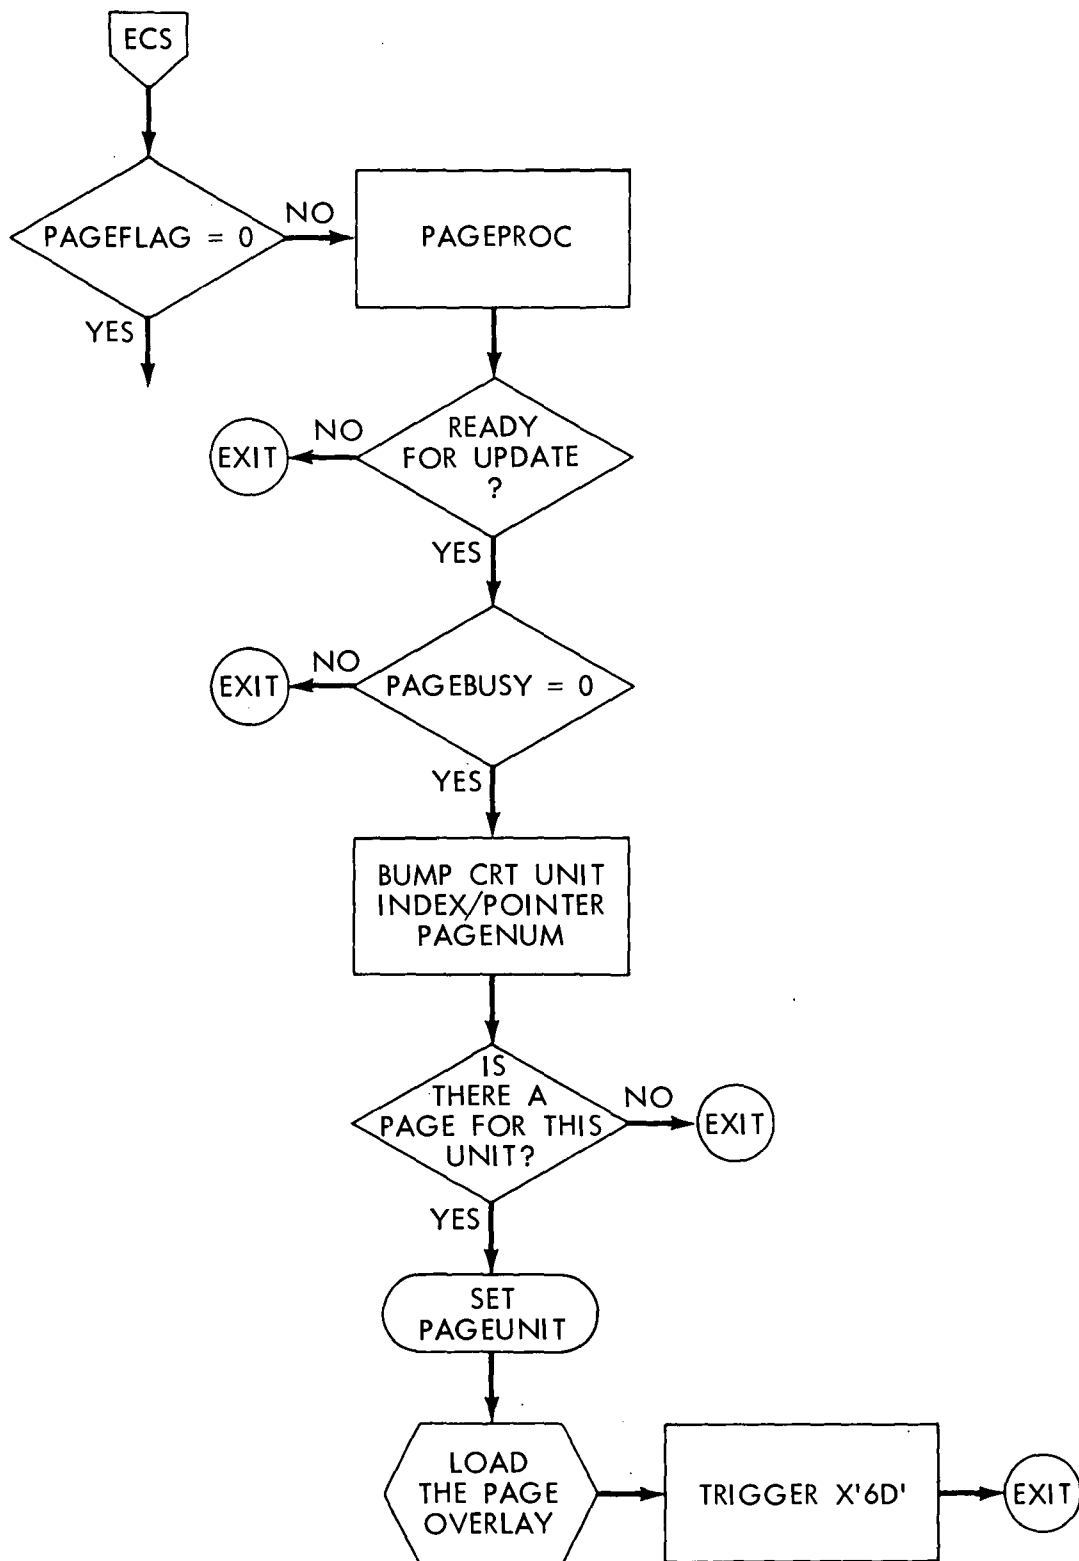 ECS
PAGEFLAG = 0
NO
PAGEPROC
YES
READY
FOR UPDATE
?
NO
EXIT
YES
PAGEBUSY = 0
NO
EXIT
YES
BUMP CRT UNIT
INDEX/POINTER
PAGENUM
IS
THERE A
PAGE FOR THIS
UNIT?
NO
EXIT
YES
SET
PAGEUNIT
LOAD
THE PAGE
OVERLAY
TRIGGER X'6D'
EXIT